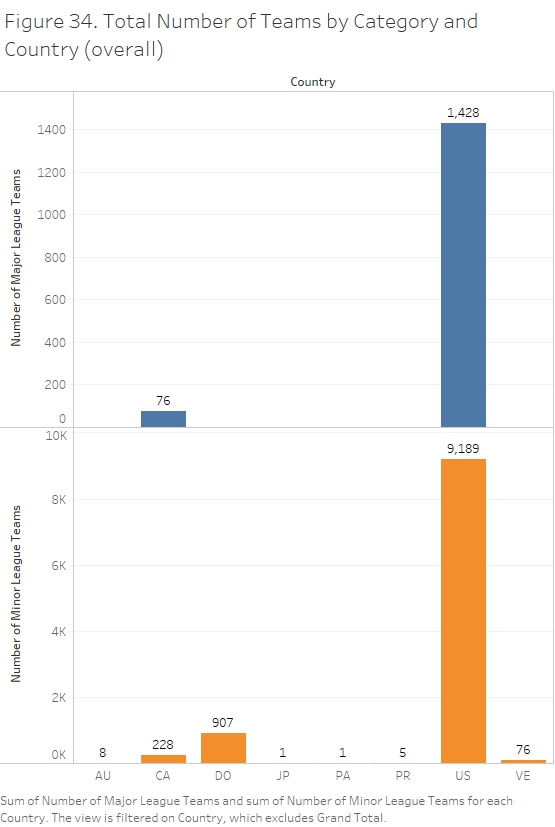 Figure 34. Total Number of Teams by Category and
Country (overall)
Country
Number of Major League Teams
1400
1200
1000
800
600
400
200
0
1,428
76
Number of Minor League Teams
10K
8K
6K
4K
2K
0K
8
228
907
1
1
5
9,189
76
AU CA DO JP PA PR US VE
Sum of Number of Major League Teams and sum of Number of Minor League Teams for each
Country. The view is filtered on Country, which excludes Grand Total.